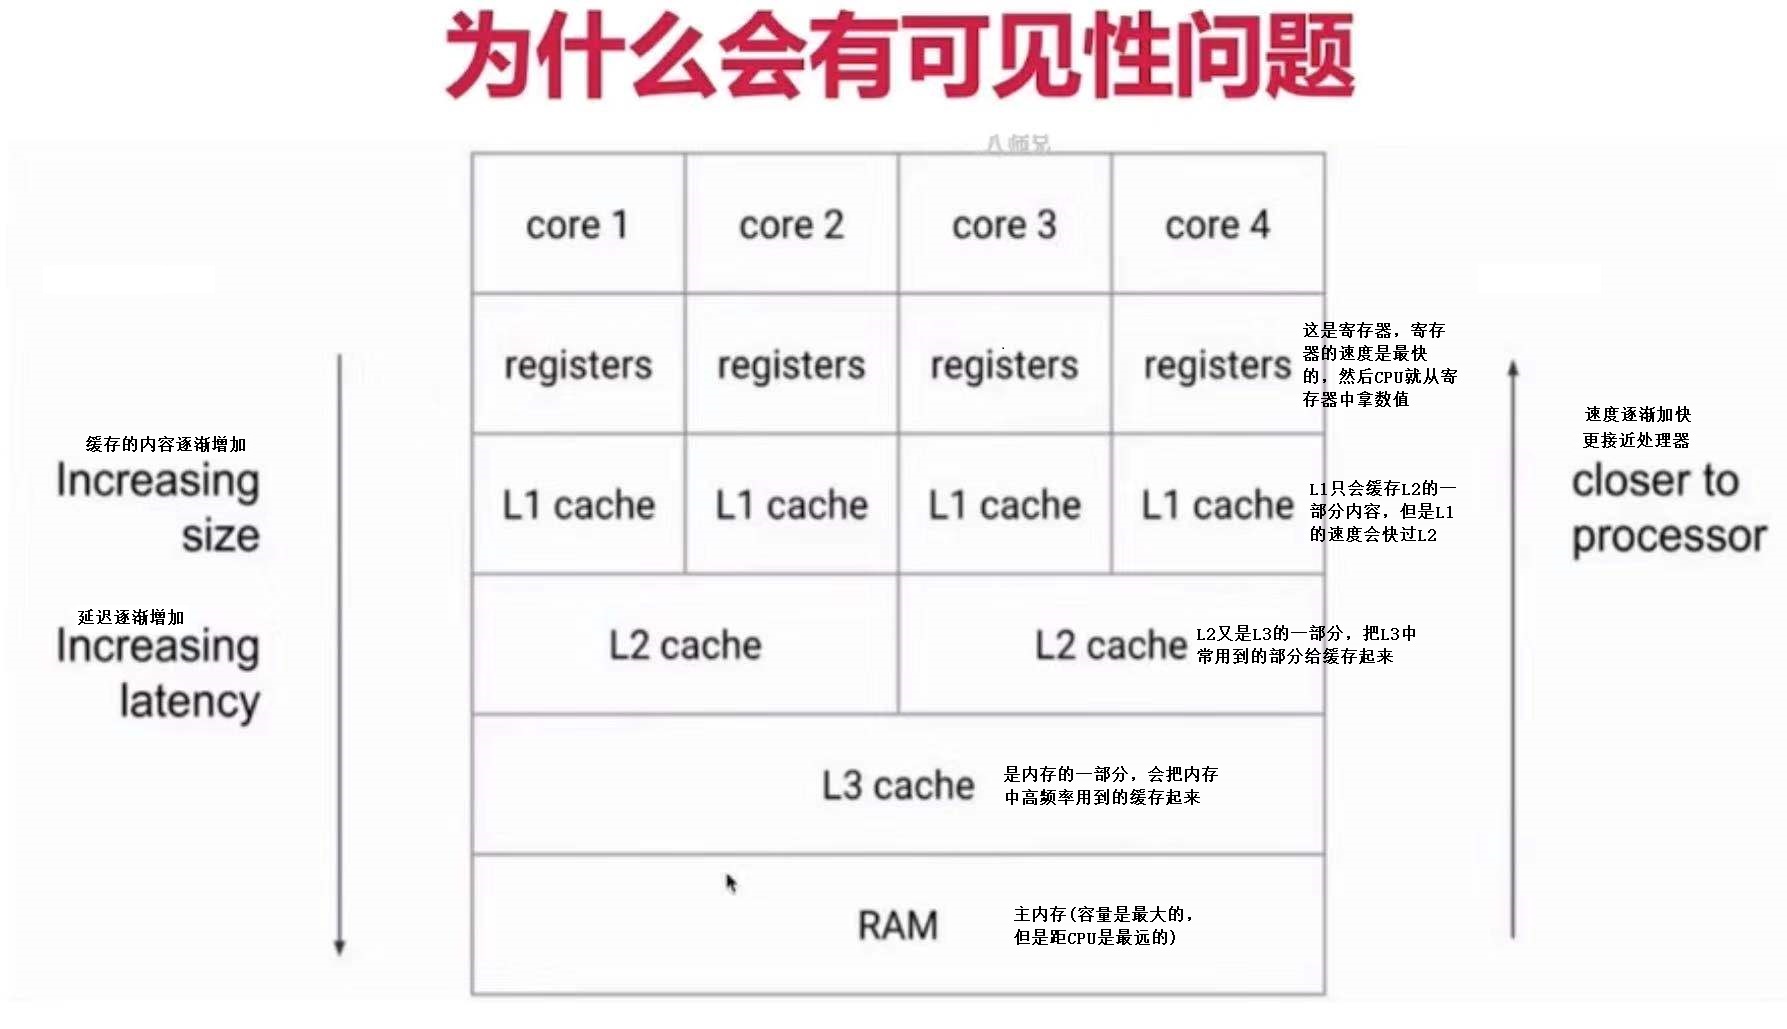 为什么会有可见性问题
八师兄
core 1
core 2
core 3
core 4
registers
registers
registers
registers
这是寄存器，寄存
器的速度是最快
的，然后CPU就从寄
存器中拿数值
L1 cache
L1 cache
L1 cache
L1 cache
L1只会缓存L2的一
部分内容，但是L1
的速度会快过L2
L2 cache
L2 cache
L2又是L3的一部分，把L3中
常用到的部分给缓存起来
L3 cache
是内存的一部分，会把内存
中高频率用到的缓存起来
RAM
主内存(容量是最大的，
但是距CPU是最远的)
缓存的内容逐渐增加
Increasing
size
延迟逐渐增加
Increasing
latency
速度逐渐加快
更接近处理器
closer to
processor